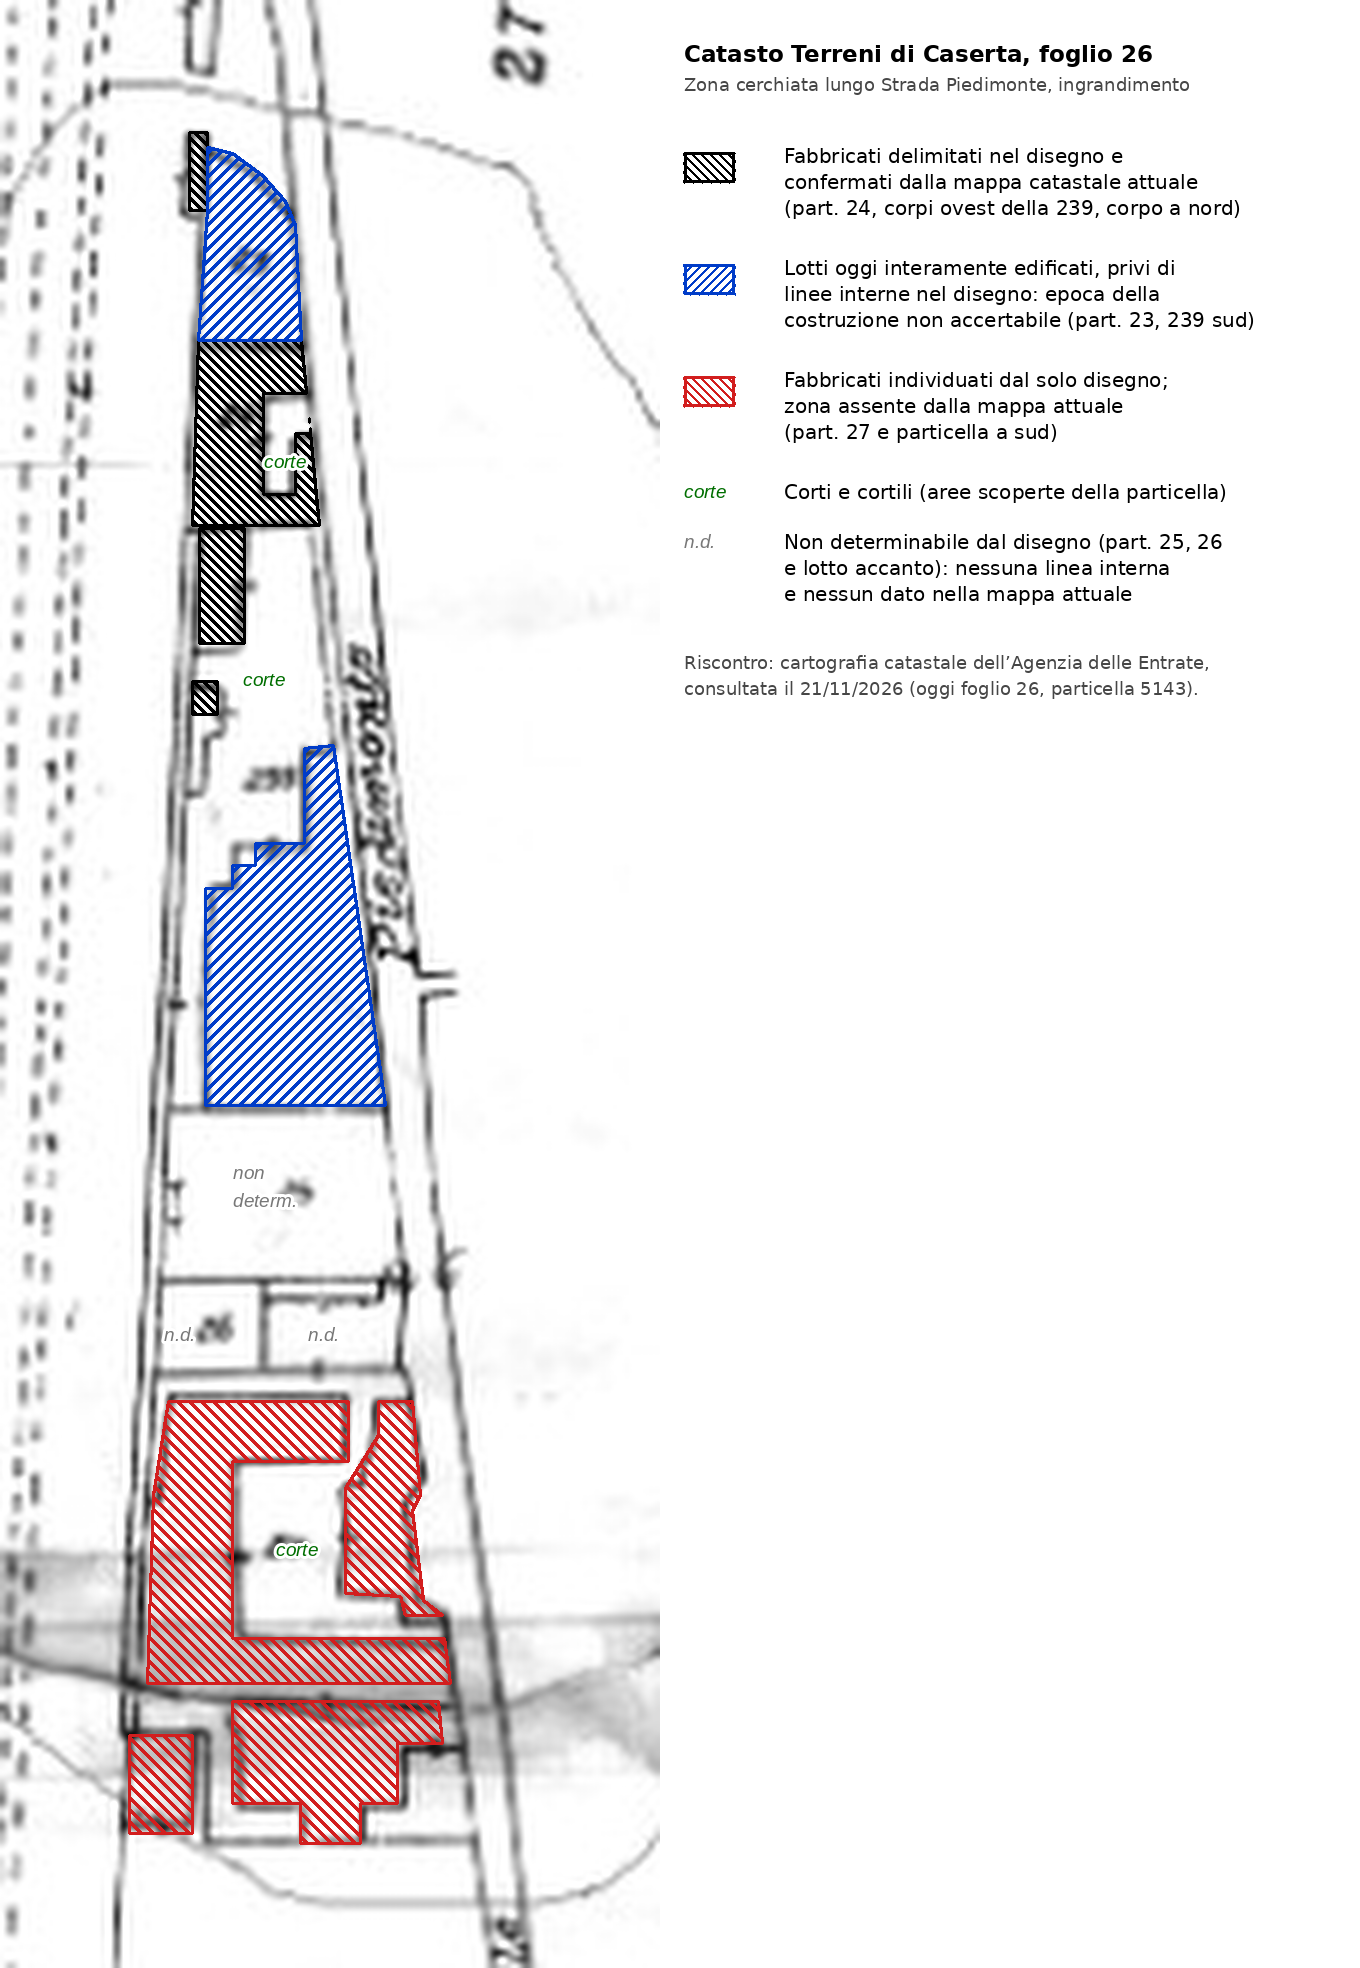 27
Catasto Terreni di Caserta, foglio 26
Zona cerchiata lungo Strada Piedimonte, ingrandimento
Fabbricati delimitati nel disegno e
confermati dalla mappa catastale attuale
(part. 24, corpi ovest della 239, corpo a nord)
Lotti oggi interamente edificati, privi di
linee interne nel disegno: epoca della
costruzione non accertabile (part. 23, 239 sud)
Fabbricati individuati dal solo disegno;
zona assente dalla mappa attuale
(part. 27 e particella a sud)
corte
Corti e cortili (aree scoperte della particella)
n.d.
Non determinabile dal disegno (part. 25, 26
e lotto accanto): nessuna linea interna
e nessun dato nella mappa attuale
Riscontro: cartografia catastale dell’Agenzia delle Entrate,
consultata il 21/11/2026 (oggi foglio 26, particella 5143).
corte
corte
239
non
determ.
n.d.
26
n.d.
corte